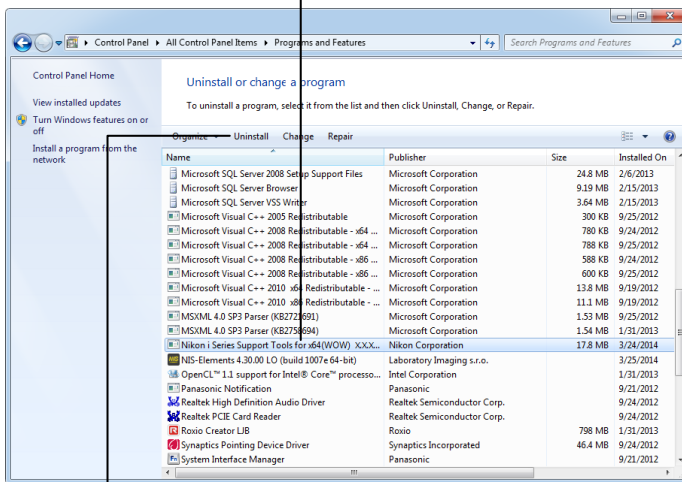 Control Panel All Control Panel Items Programs and Features Search Programs and Features
Control Panel Home
View installed updates
Turn Windows features on or
off
Install a program from the
network
Uninstall or change a program
To uninstall a program, select it from the list and then click Uninstall, Change, or Repair.
Organize Uninstall Change Repair
Name Publisher Size Installed On
Microsoft SQL Server 2008 Setup Support Files Microsoft Corporation 24.8 MB 2/6/2013
Microsoft SQL Server Browser Microsoft Corporation 9.19 MB 2/15/2013
Microsoft SQL Server VSS Writer Microsoft Corporation 3.64 MB 2/15/2013
Microsoft Visual C++ 2005 Redistributable Microsoft Corporation 300 KB 9/25/2012
Microsoft Visual C++ 2008 Redistributable - x64 ... Microsoft Corporation 780 KB 9/24/2012
Microsoft Visual C++ 2008 Redistributable - x64 ... Microsoft Corporation 788 KB 9/25/2012
Microsoft Visual C++ 2008 Redistributable - x86 ... Microsoft Corporation 588 KB 9/24/2012
Microsoft Visual C++ 2008 Redistributable - x86 ... Microsoft Corporation 600 KB 9/25/2012
Microsoft Visual C++ 2010 x64 Redistributable - ... Microsoft Corporation 13.8 MB 9/19/2012
Microsoft Visual C++ 2010 x86 Redistributable - ... Microsoft Corporation 11.1 MB 9/19/2012
MSXML 4.0 SP3 Parser (KB2721691) Microsoft Corporation 1.53 MB 9/25/2012
MSXML 4.0 SP3 Parser (KB2758694) Microsoft Corporation 1.54 MB 1/31/2013
Nikon i Series Support Tools for x64(WOW) X.X.X... Nikon Corporation 17.8 MB 3/24/2014
NIS-Elements 4.30.00 LO (build 1007e 64-bit) Laboratory Imaging s.r.o. 3/25/2014
OpenCL™ 1.1 support for Intel® Core™ processo... Intel Corporation 1/31/2013
Panasonic Notification Panasonic 9/21/2012
Realtek High Definition Audio Driver Realtek Semiconductor Corp. 9/24/2012
Realtek PCIE Card Reader Realtek Semiconductor Corp. 9/24/2012
Roxio Creator LJB Roxio 798 MB 1/31/2013
Synaptics Pointing Device Driver Synaptics Incorporated 46.4 MB 9/24/2012
System Interface Manager Panasonic 9/21/2012